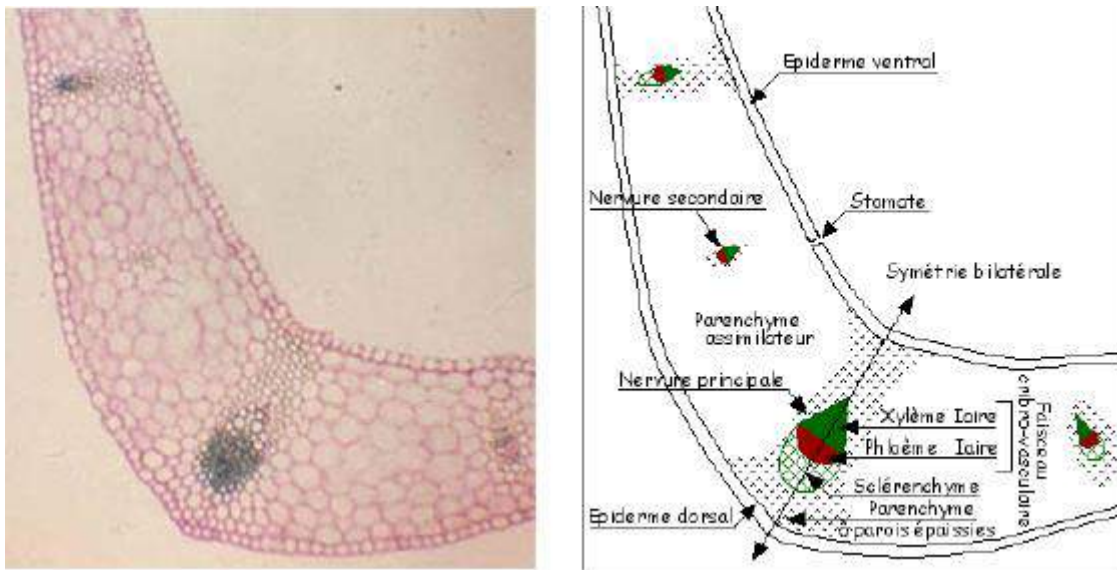 Epiderme ventral
Nervure secondaire
Stomate
Symétrie bilatérale
Parenchyme
assimilateur
Nervure principale
Xylème Iaire
Phloème Iaire
Faisceau
cribro-vasculaire
Sclérenchyme
Epiderme dorsal
Parenchyme
à parois épaissies